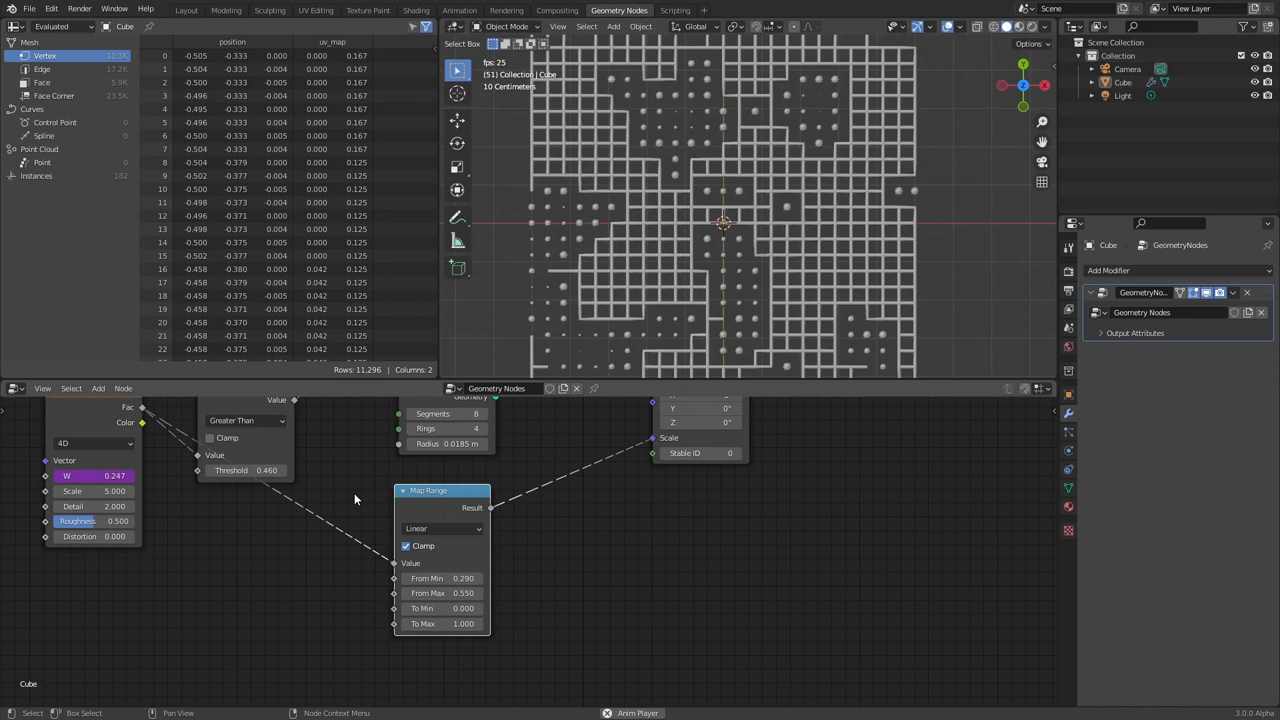 File Edit Render Window Help Layout Modeling Sculpting UV Editing Texture Paint Shading Animation Rendering Compositing Geometry Nodes Scripting Scene View Layer
Evaluated Cube
Mesh
Vertex 11.3K
Edge 17.2K
Face 5.9K
Face Corner 23.5K
Curves
Control Point 0
Spline 0
Point Cloud
Point 0
Instances 182
position uv_map
0 -0.505 -0.333 0.004 0.000 0.167
1 -0.504 -0.333 -0.004 0.000 0.167
2 -0.496 -0.333 0.004 0.000 0.167
3 -0.496 -0.333 -0.004 0.000 0.167
4 -0.495 -0.333 0.004 0.000 0.167
5 -0.496 -0.333 -0.004 0.000 0.167
6 -0.500 -0.333 0.005 0.000 0.167
7 -0.504 -0.333 0.004 0.000 0.167
8 -0.504 -0.379 -0.004 0.000 0.125
9 -0.502 -0.377 -0.004 0.000 0.125
10 -0.500 -0.375 -0.005 0.000 0.125
11 -0.498 -0.373 -0.004 0.000 0.125
12 -0.496 -0.371 0.004 0.000 0.125
13 -0.498 -0.373 0.004 0.000 0.125
14 -0.500 -0.375 0.005 0.000 0.125
15 -0.502 -0.377 0.004 0.000 0.125
16 -0.458 -0.380 0.000 0.042 0.125
17 -0.458 -0.379 -0.004 0.042 0.125
18 -0.458 -0.375 -0.005 0.042 0.125
19 -0.458 -0.371 -0.004 0.042 0.125
20 -0.458 -0.370 0.000 0.042 0.125
21 -0.458 -0.371 0.004 0.042 0.125
22 -0.458 -0.375 0.005 0.042 0.125
Rows: 11,296 | Columns: 2
Object Mode View Select Add Object Global
Select Box Options
fps: 25
(51) Collection | Cube
10 Centimeters
Y
Z
X
Scene Collection
Collection
Camera
Cube
Light
Cube GeometryNodes
Add Modifier
GeometryNo...
Geometry Nodes
Output Attributes
View Select Add Node Geometry Nodes
Fac
Color
4D
Vector
W 0.247
Scale 5.000
Detail 2.000
Roughness 0.500
Distortion 0.000
Value
Greater Than
Clamp
Value
Threshold 0.460
Geometry
Segments 8
Rings 4
Radius 0.0185 m
Y 0°
Z 0°
Scale
Stable ID 0
Map Range
Result
Linear
Clamp
Value
From Min 0.290
From Max 0.550
To Min 0.000
To Max 1.000
Cube
Select Box Select Pan View Node Context Menu Anim Player 3.0.0 Alpha